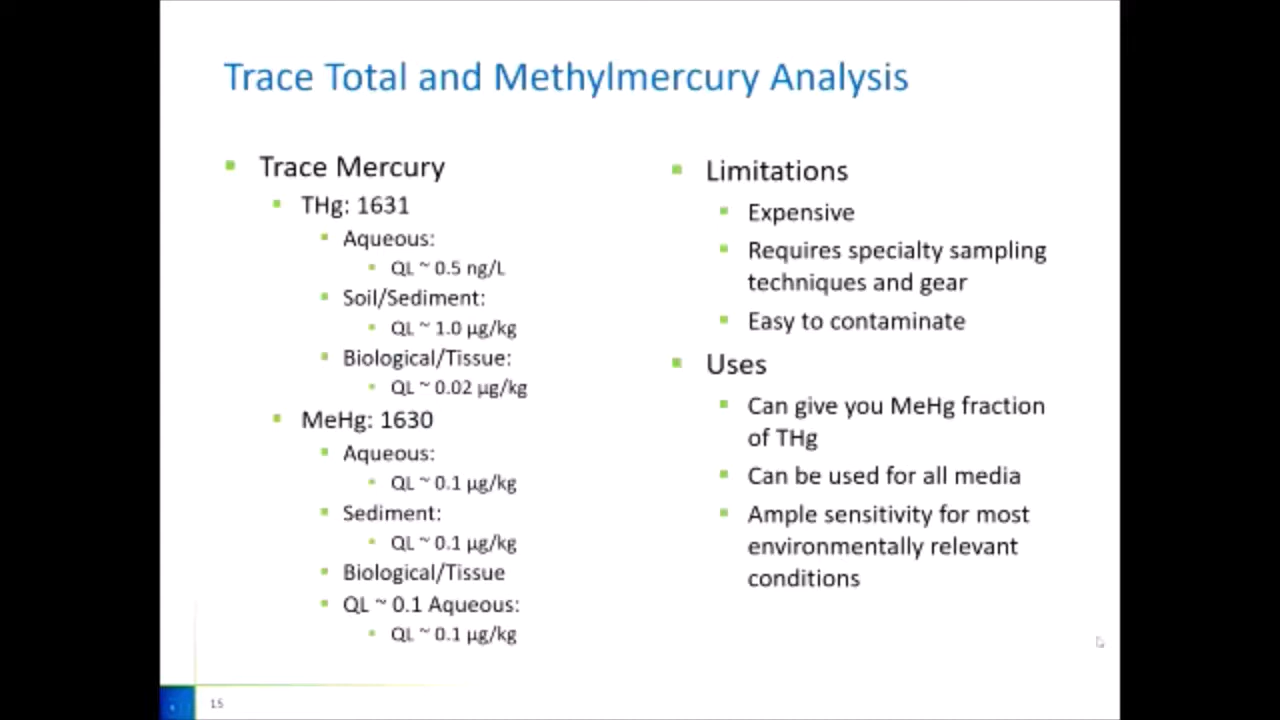 Trace Total and Methylmercury Analysis
Trace Mercury
THg: 1631
Aqueous:
QL ~ 0.5 ng/L
Soil/Sediment:
QL ~ 1.0 µg/kg
Biological/Tissue:
QL ~ 0.02 µg/kg
MeHg: 1630
Aqueous:
QL ~ 0.1 µg/kg
Sediment:
QL ~ 0.1 µg/kg
Biological/Tissue
QL ~ 0.1 Aqueous:
QL ~ 0.1 µg/kg
Limitations
Expensive
Requires specialty sampling
techniques and gear
Easy to contaminate
Uses
Can give you MeHg fraction
of THg
Can be used for all media
Ample sensitivity for most
environmentally relevant
conditions
15